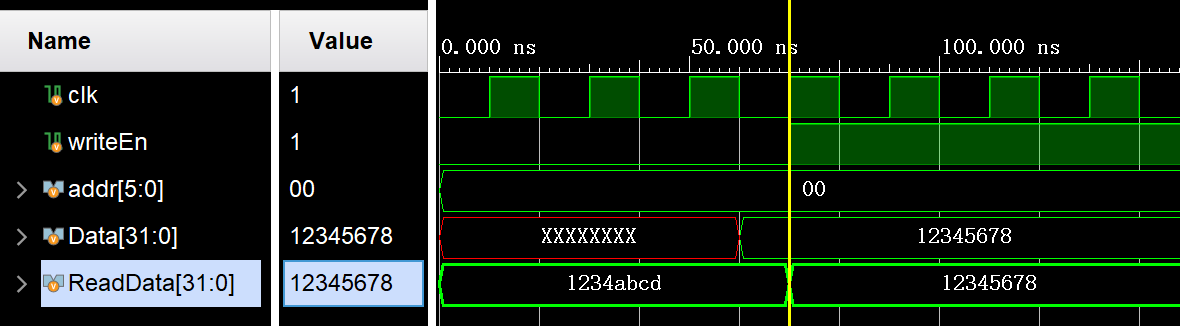 Name Value
0.000 ns 50.000 ns 100.000 ns
clk 1
writeEn 1
addr[5:0] 00 00
Data[31:0] 12345678 XXXXXXXX 12345678
ReadData[31:0] 12345678 1234abcd 12345678